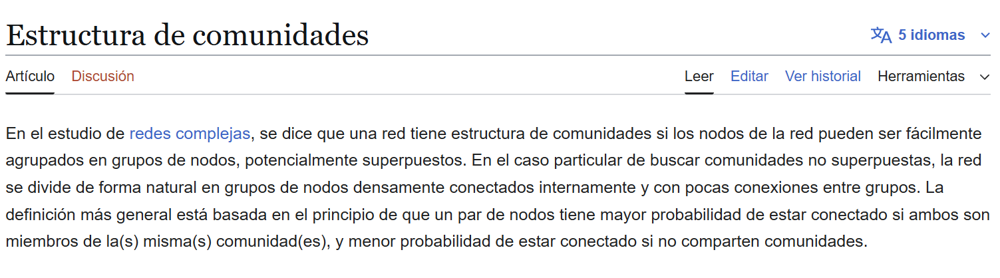 Estructura de comunidades
5 idiomas
Artículo Discusión Leer Editar Ver historial Herramientas
En el estudio de redes complejas, se dice que una red tiene estructura de comunidades si los nodos de la red pueden ser fácilmente
agrupados en grupos de nodos, potencialmente superpuestos. En el caso particular de buscar comunidades no superpuestas, la red
se divide de forma natural en grupos de nodos densamente conectados internamente y con pocas conexiones entre grupos. La
definición más general está basada en el principio de que un par de nodos tiene mayor probabilidad de estar conectado si ambos son
miembros de la(s) misma(s) comunidad(es), y menor probabilidad de estar conectado si no comparten comunidades.